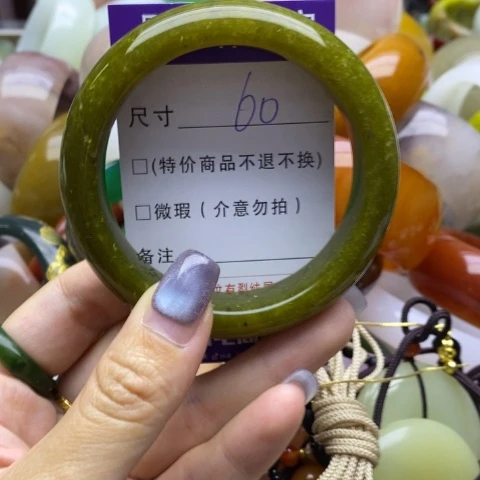 尺寸 60
□(特价商品不退不换)
□微瑕(介意勿拍)
备注